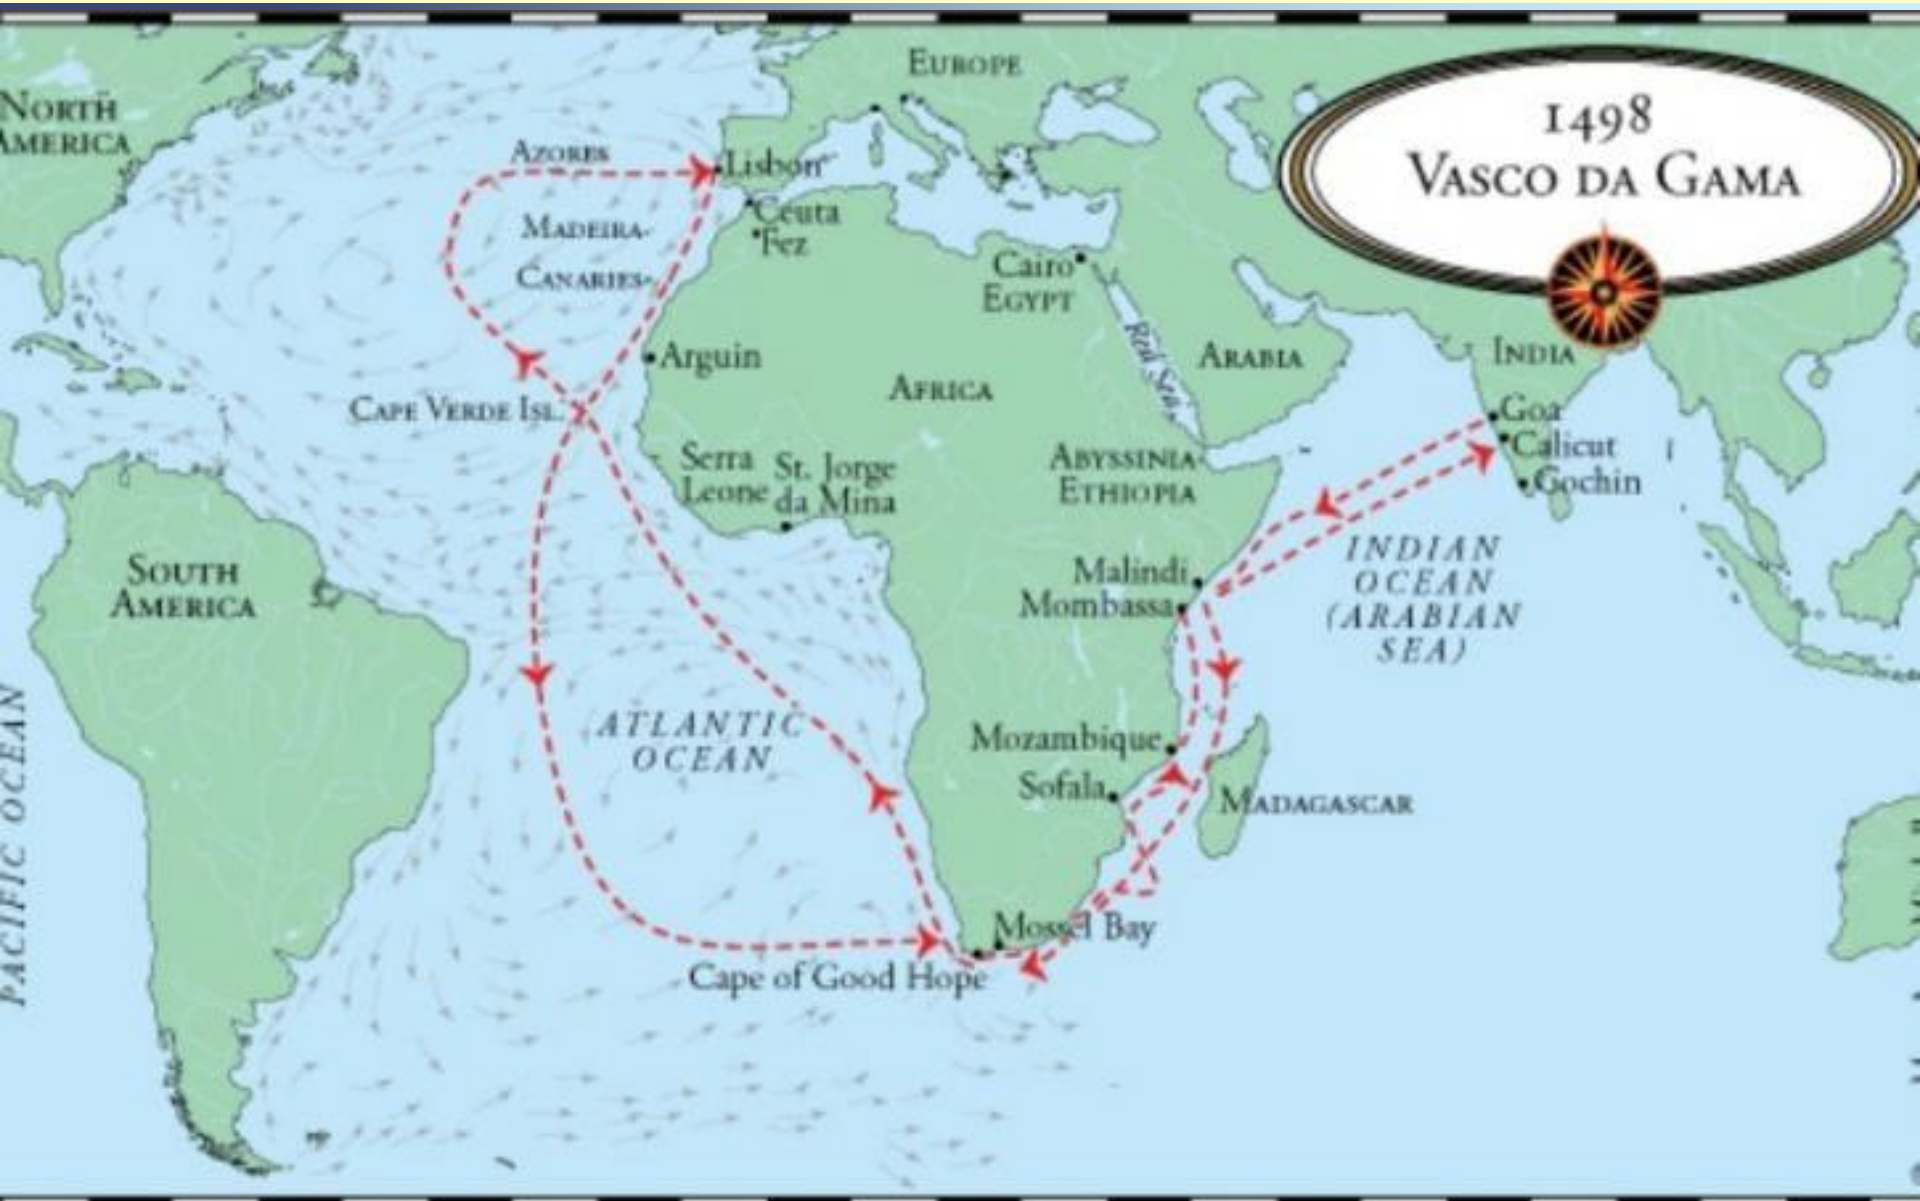 1498
VASCO DA GAMA
NORTH
AMERICA
EUROPE
AZORES
Lisbon
MADEIRA
Ceuta
Fez
CANARIES
Cairo
EGYPT
Red Sea
ARABIA
INDIA
Arguin
AFRICA
CAPE VERDE ISL.
Goa
Calicut
Gochin
Serra
Leone
St. Jorge
da Mina
ABYSSINIA-
ETHIOPIA
SOUTH
AMERICA
Malindi
Mombassa
INDIAN
OCEAN
(ARABIAN
SEA)
PACIFIC OCEAN
ATLANTIC
OCEAN
Mozambique
Sofala
MADAGASCAR
Mossel Bay
Cape of Good Hope